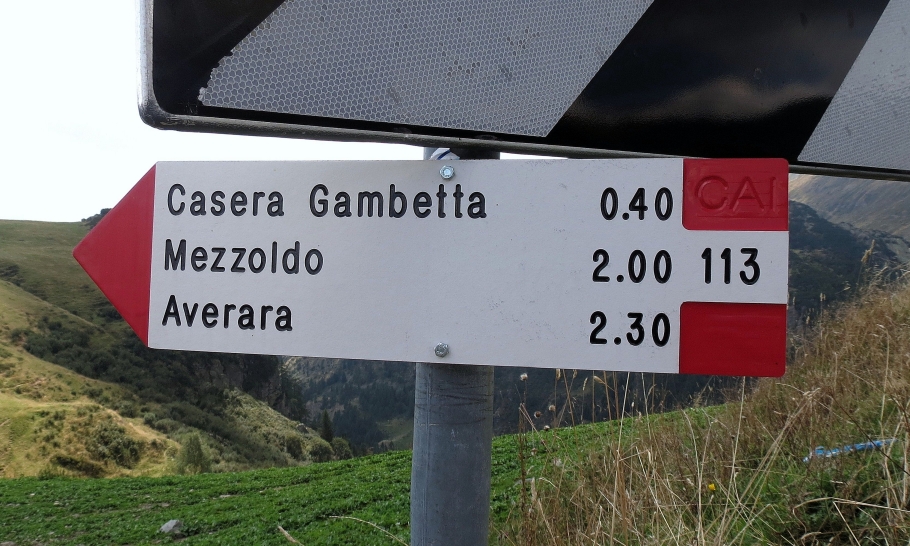 Casera Gambetta 0.40 CAI
Mezzoldo 2.00 113
Averara 2.30